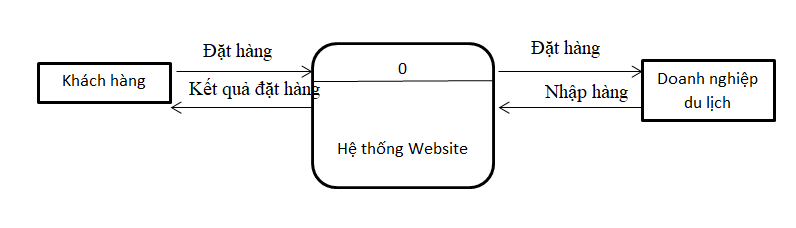 Đặt hàng
Đặt hàng
0
Khách hàng
Doanh nghiệp
du lịch
Kết quả đặt hàng
Nhập hàng
Hệ thống Website